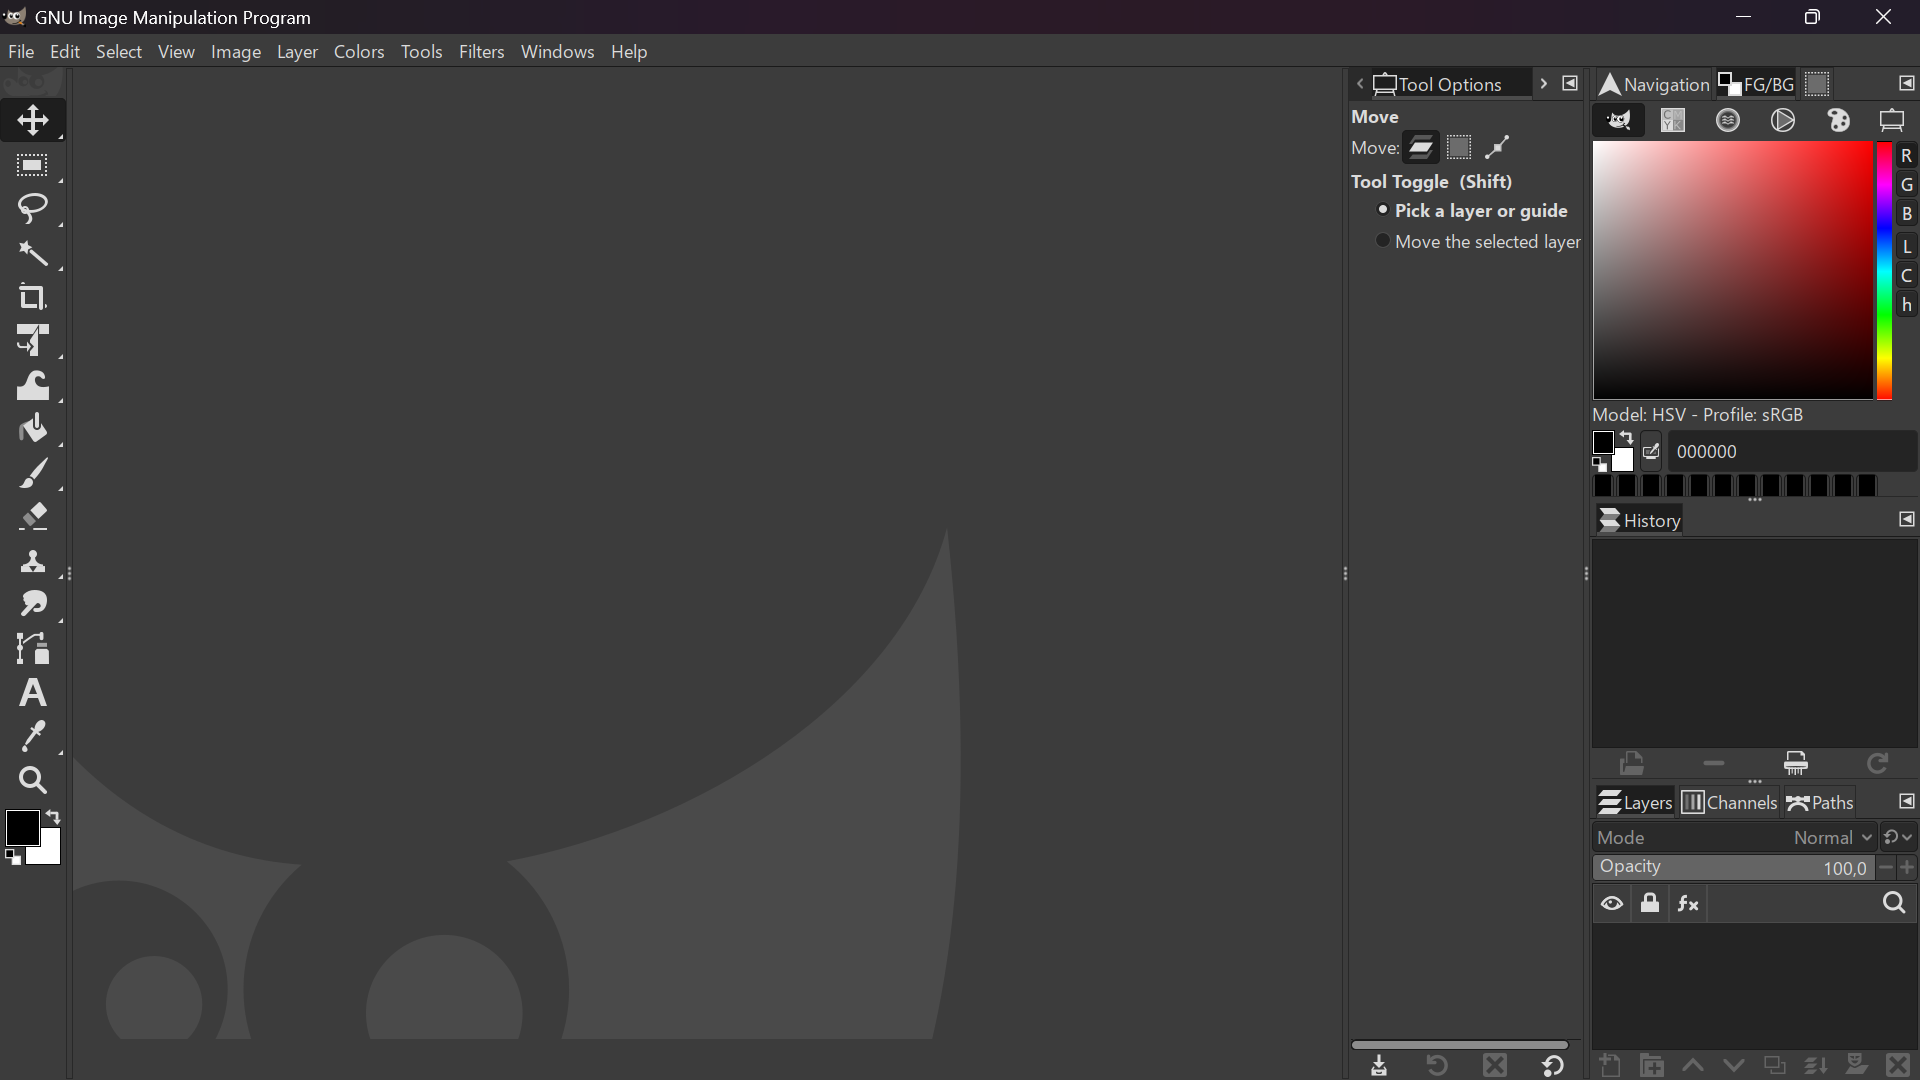 GNU Image Manipulation Program
File Edit Select View Image Layer Colors Tools Filters Windows Help
Tool Options
Move
Move:
Tool Toggle (Shift)
Pick a layer or guide
Move the selected layer
Navigation FG/BG
R
G
B
L
C
h
Model: HSV - Profile: sRGB
000000
History
Layers Channels Paths
Mode Normal
Opacity 100,0
fx